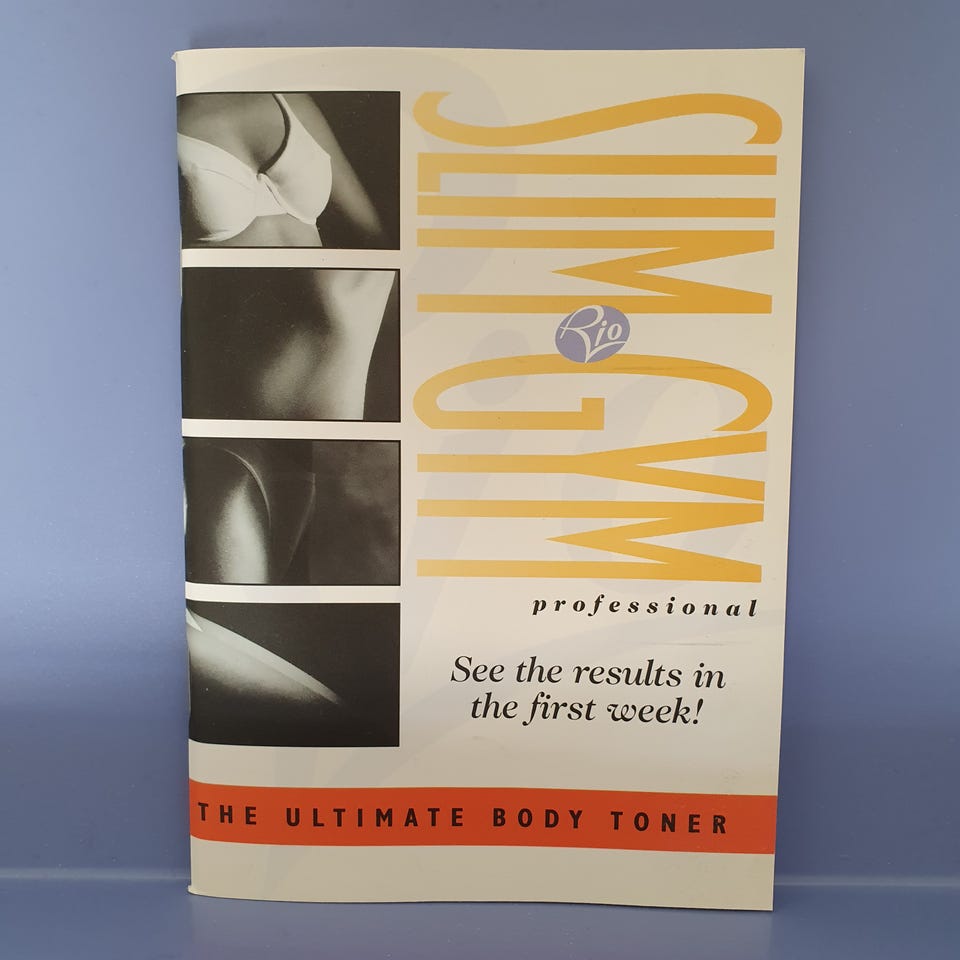 SLIM GYM
Rio
professional
See the results in
the first week!
THE ULTIMATE BODY TONER